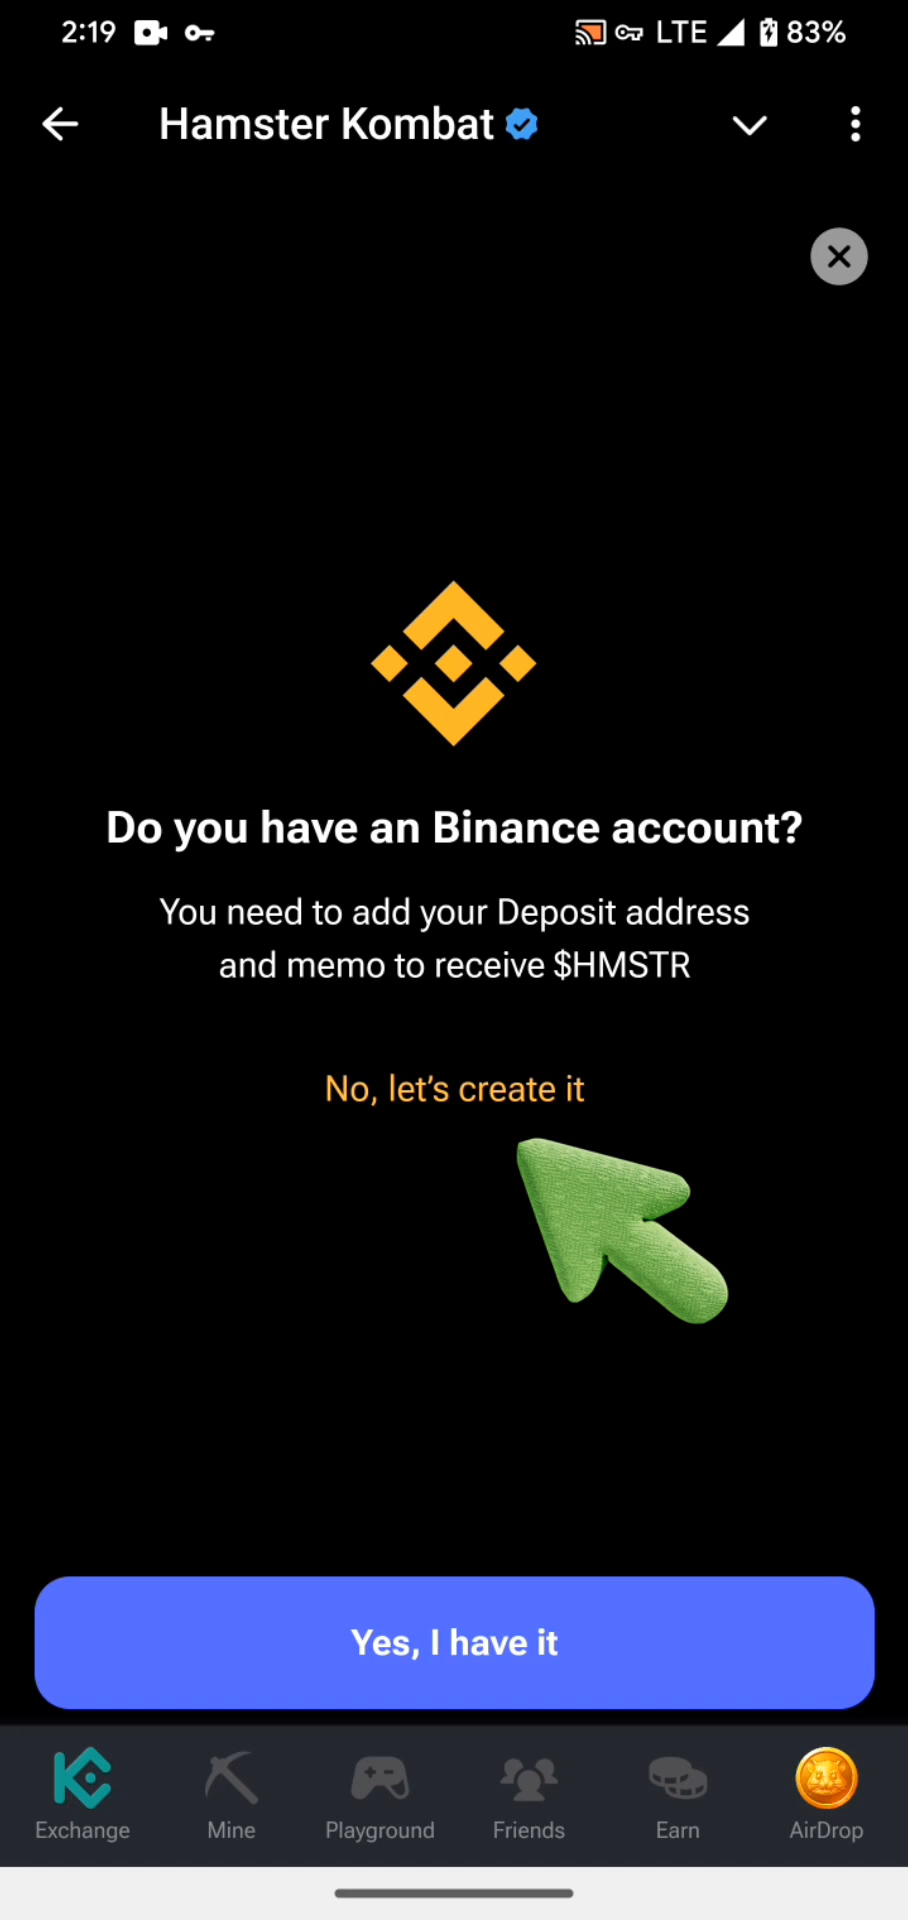 2:19 LTE 83%
Hamster Kombat
Do you have an Binance account?
You need to add your Deposit address
and memo to receive $HMSTR
No, let’s create it
Yes, I have it
Exchange Mine Playground Friends Earn AirDrop